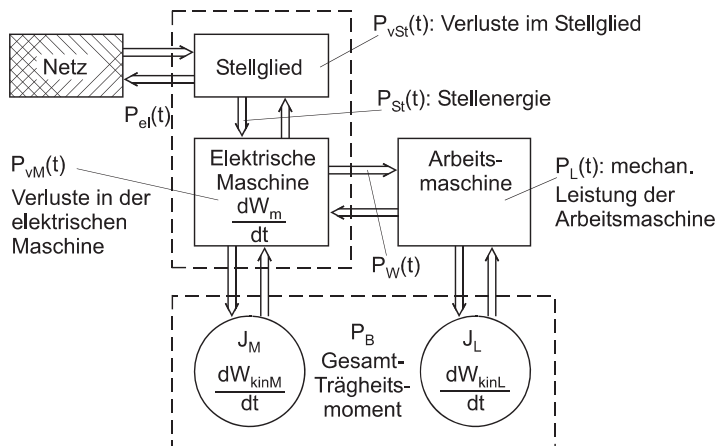 P_vSt(t): Verluste im Stellglied
Netz
Stellglied
P_el(t)
P_St(t): Stellenergie
P_vM(t)
Verluste in der
elektrischen
Maschine
Elektrische
Maschine
dW_m
dt
Arbeits-
maschine
P_L(t): mechan.
Leistung der
Arbeitsmaschine
P_W(t)
J_M
dW_kinM
dt
P_B
Gesamt-
Trägheits-
moment
J_L
dW_kinL
dt